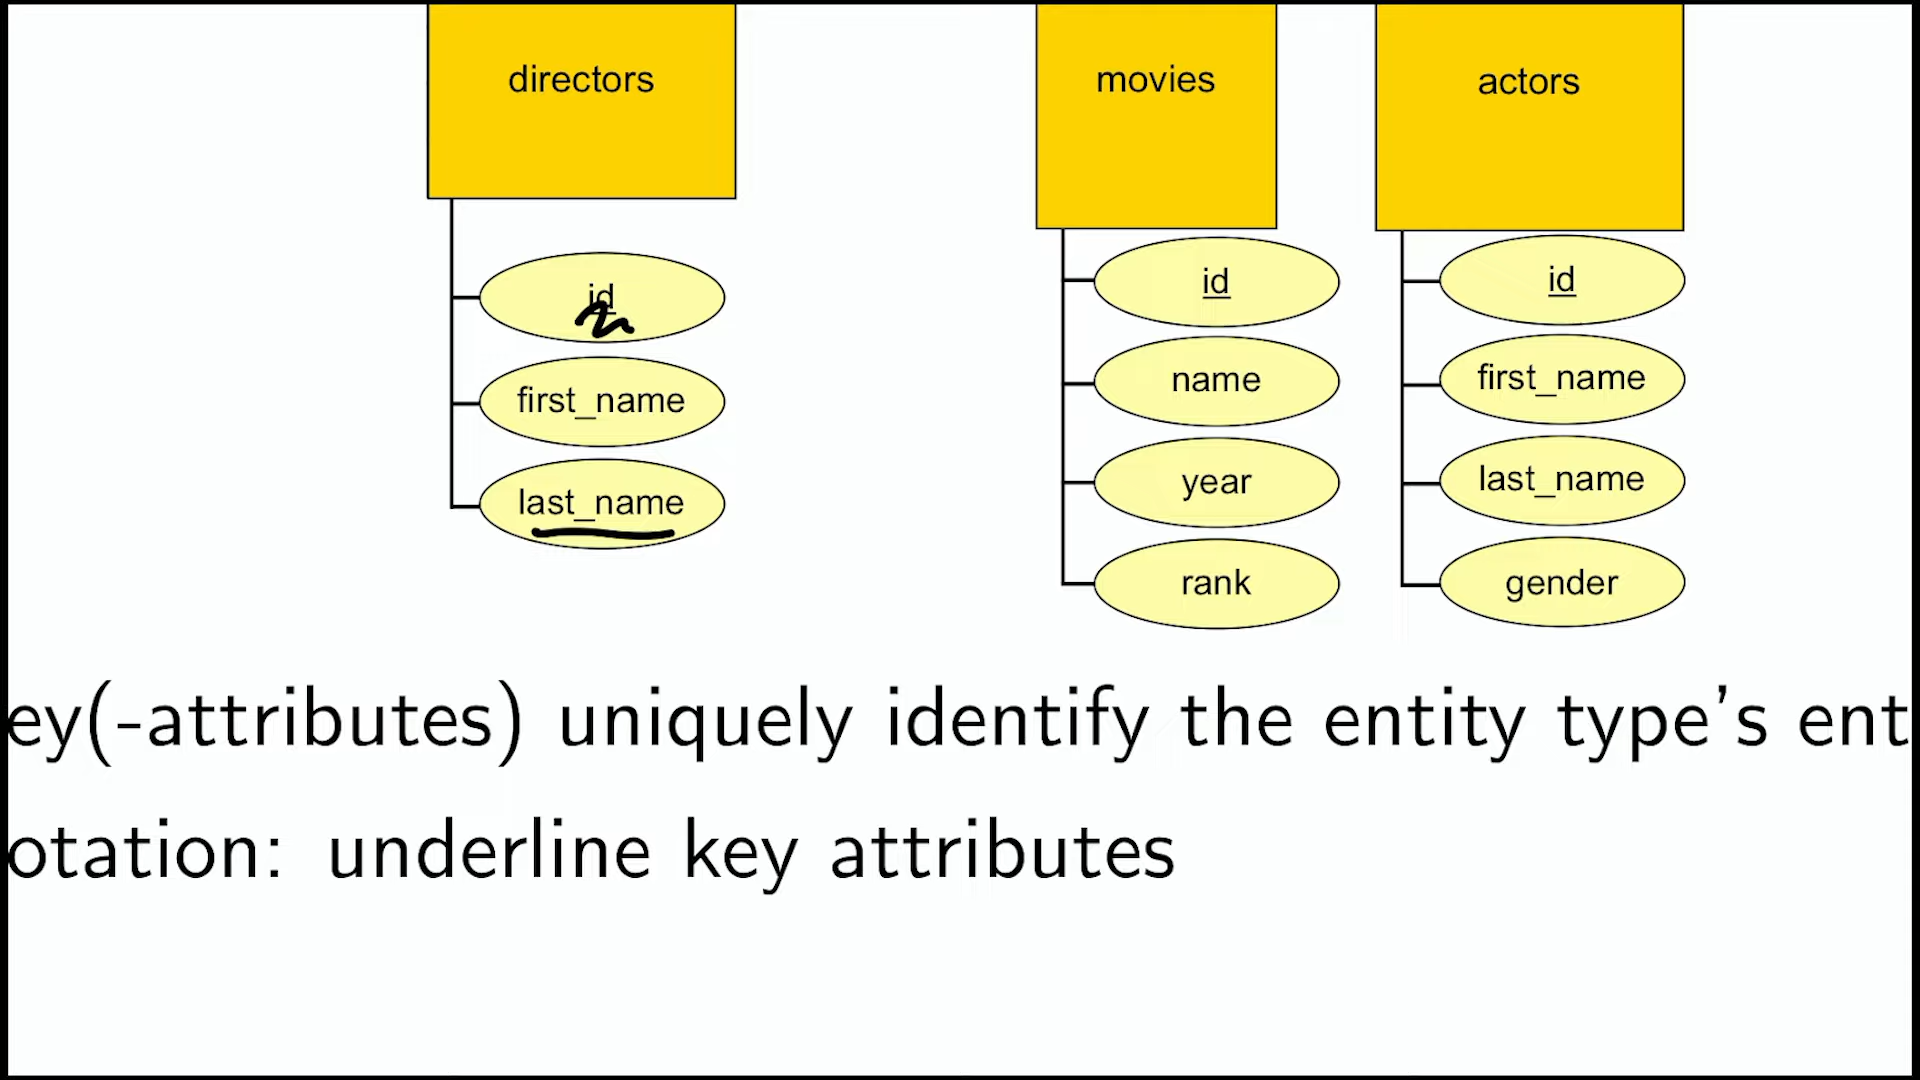 directors
id
first_name
last_name
movies
id
name
year
rank
actors
id
first_name
last_name
gender
ey(-attributes) uniquely identify the entity type's ent
otation: underline key attributes